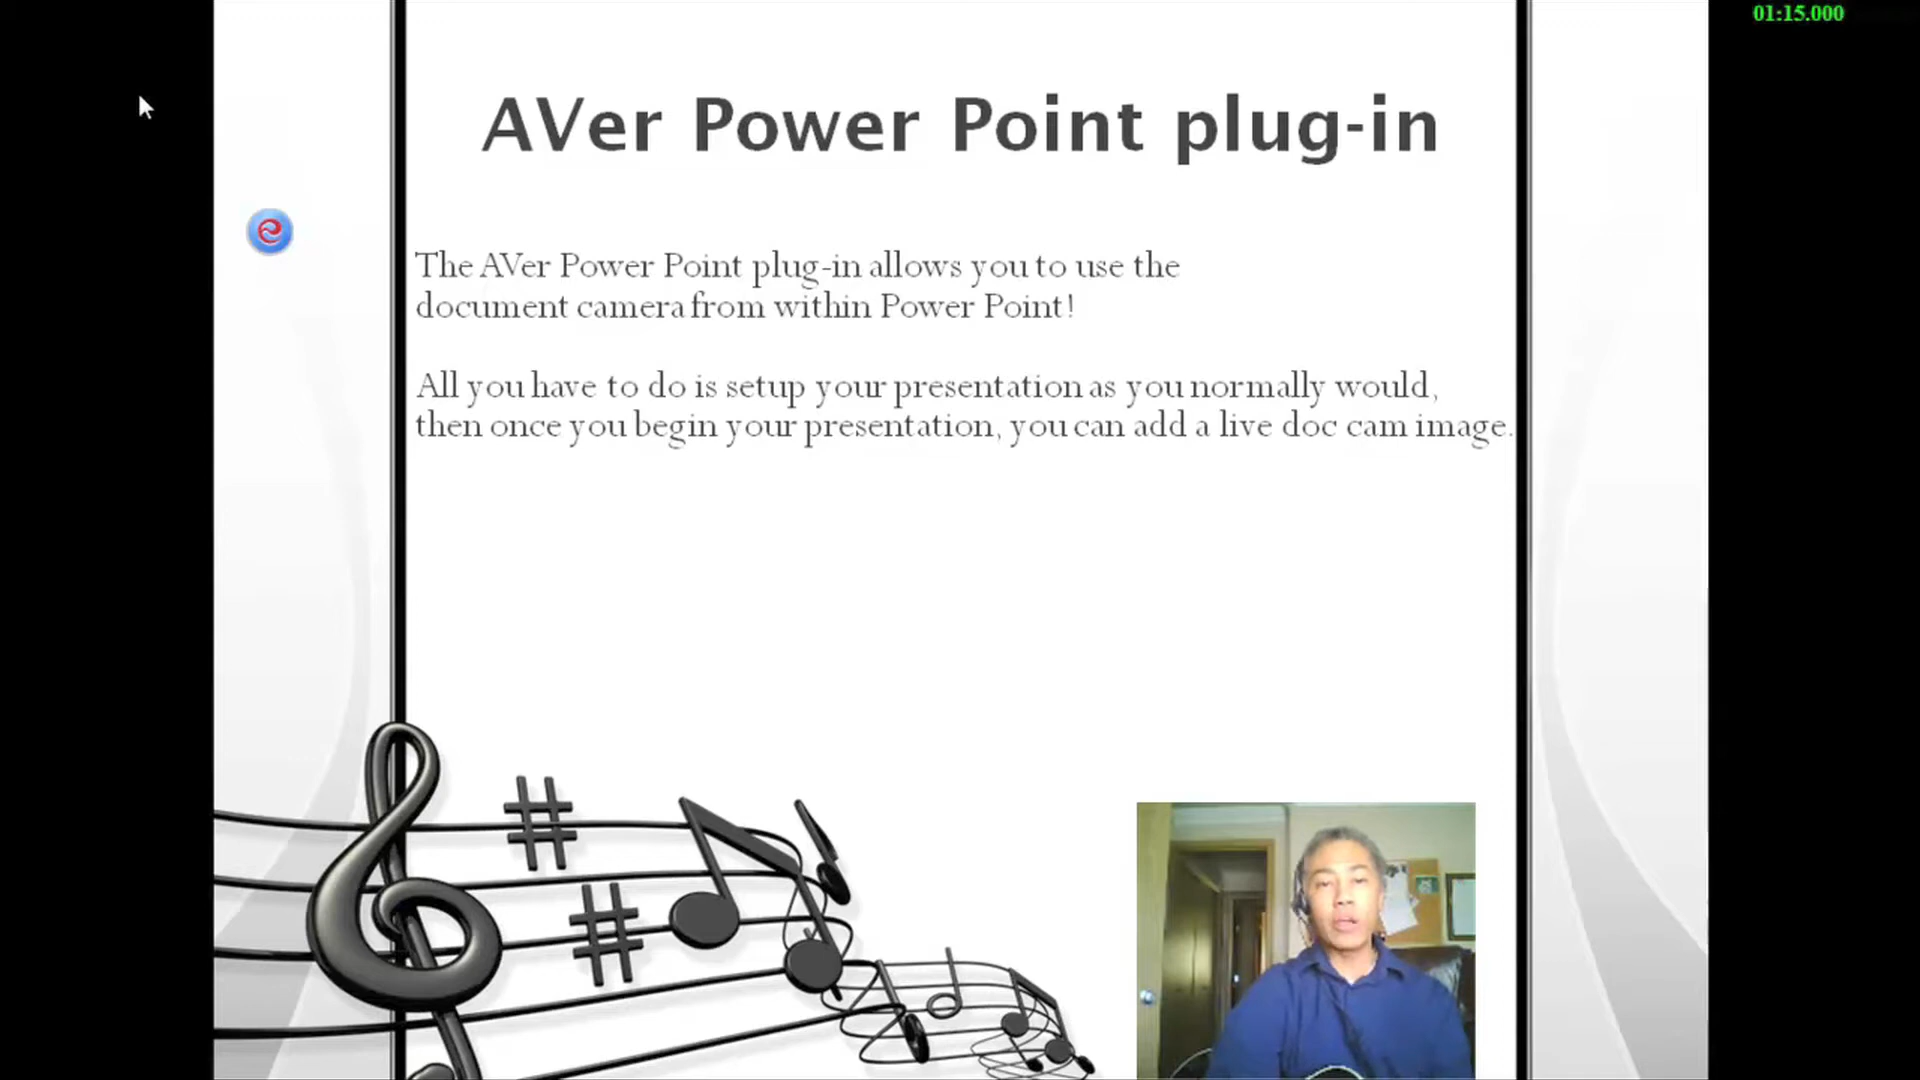 01:15.000
AVer Power Point plug-in
The AVer Power Point plug-in allows you to use the
document camera from within Power Point!
All you have to do is setup your presentation as you normally would,
then once you begin your presentation, you can add a live doc cam image.